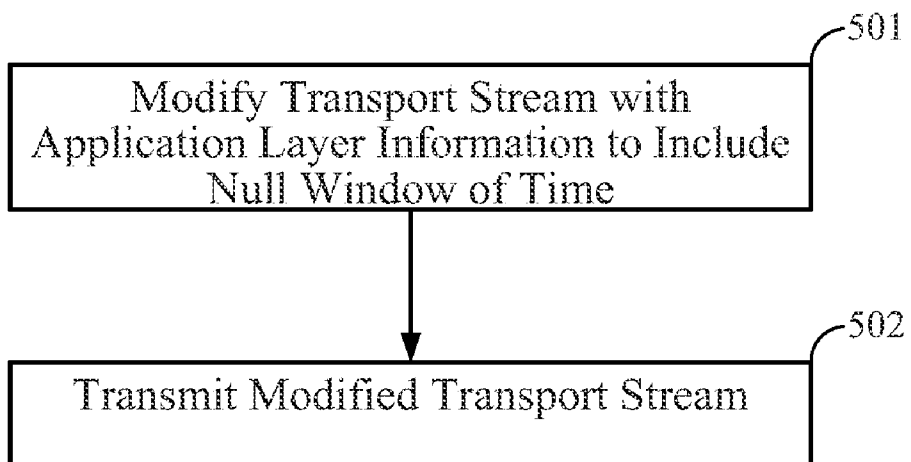 501
Modify Transport Stream with
Application Layer Information to Include
Null Window of Time
502
Transmit Modified Transport Stream